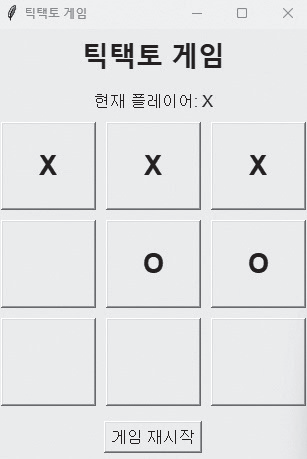 틱택토 게임
틱택토 게임
현재 플레이어: X
X X X
O O
게임 재시작